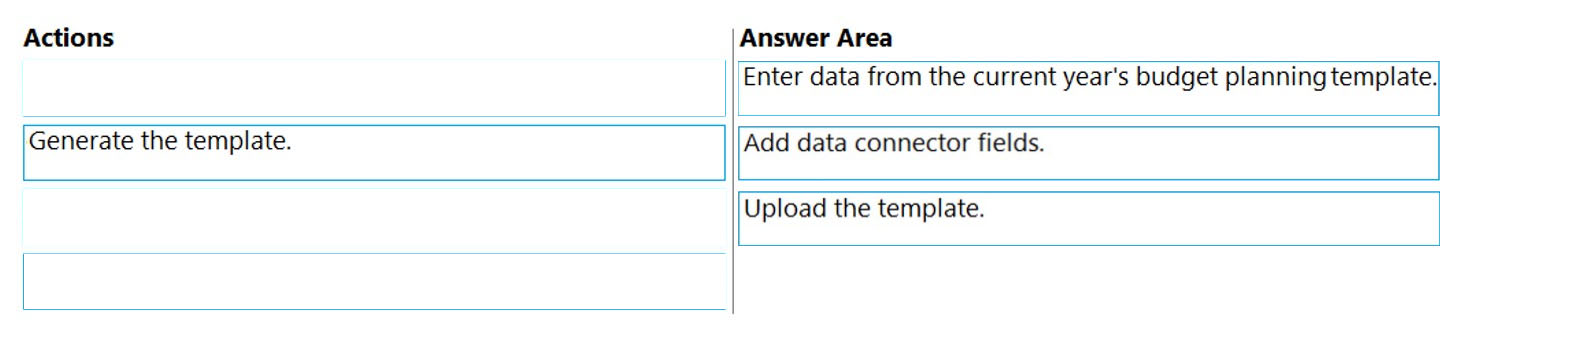 Actions
Answer Area
Enter data from the current year's budget planning template.
Generate the template.
Add data connector fields.
Upload the template.